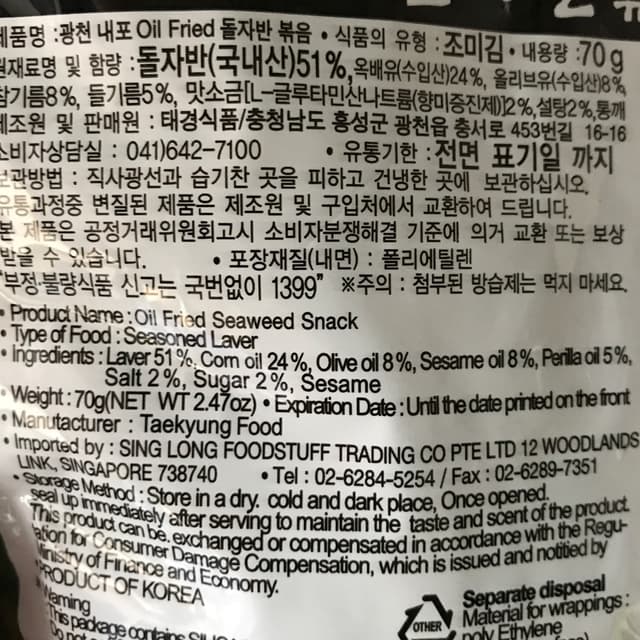 제품명 : 광천 내포 Oil Fried 돌자반 볶음 • 식품의 유형 : 조미김 • 내용량 : 70g
원재료명 및 함량 : 돌자반(국내산)51%, 옥배유(수입산)24%, 올리브유(수입산)8%,
참기름8%, 들기름5%, 맛소금[L-글루타민산나트륨(향미증진제)]2%, 설탕2%, 통깨
제조원 및 판매원 : 태경식품/충청남도 홍성군 광천읍 충서로 453번길 16-16
소비자상담실 : 041)642-7100 • 유통기한 : 전면 표기일 까지
보관방법 : 직사광선과 습기찬 곳을 피하고 건냉한 곳에 보관하십시오.
유통과정중 변질된 제품은 제조원 및 구입처에서 교환하여 드립니다.
본 제품은 공정거래위원회고시 소비자분쟁해결 기준에 의거 교환 또는 보상
받을 수 있습니다. • 포장재질(내면) : 폴리에틸렌
"부정·불량식품 신고는 국번없이 1399" ※주의 : 첨부된 방습제는 먹지 마세요.
• Product Name : Oil Fried Seaweed Snack
• Type of Food : Seasoned Laver
• Ingredients : Laver 51%, Corn oil 24%, Olive oil 8%, Sesame oil 8%, Perilla oil 5%,
Salt 2%, Sugar 2%, Sesame
• Weight : 70g(NET WT 2.47oz) • Expiration Date : Until the date printed on the front
• Manufacturer : Taekyung Food
• Imported by : SING LONG FOODSTUFF TRADING CO PTE LTD 12 WOODLANDS
LINK, SINGAPORE 738740 • Tel : 02-6284-5254 / Fax : 02-6289-7351
• Storage Method : Store in a dry. cold and dark place, Once opened.
seal up immediately after serving to maintain the taste and scent of the product.
This product can be. exchanged or compensated in accordance with the Regu-
lation for Consumer Damage Compensation, which is issued and notitied by
Ministry of Finance and Economy.
PRODUCT OF KOREA
Warning
This package contains
Do not
OTHER
Separate disposal
Material for wrappings :
poly Ethylene